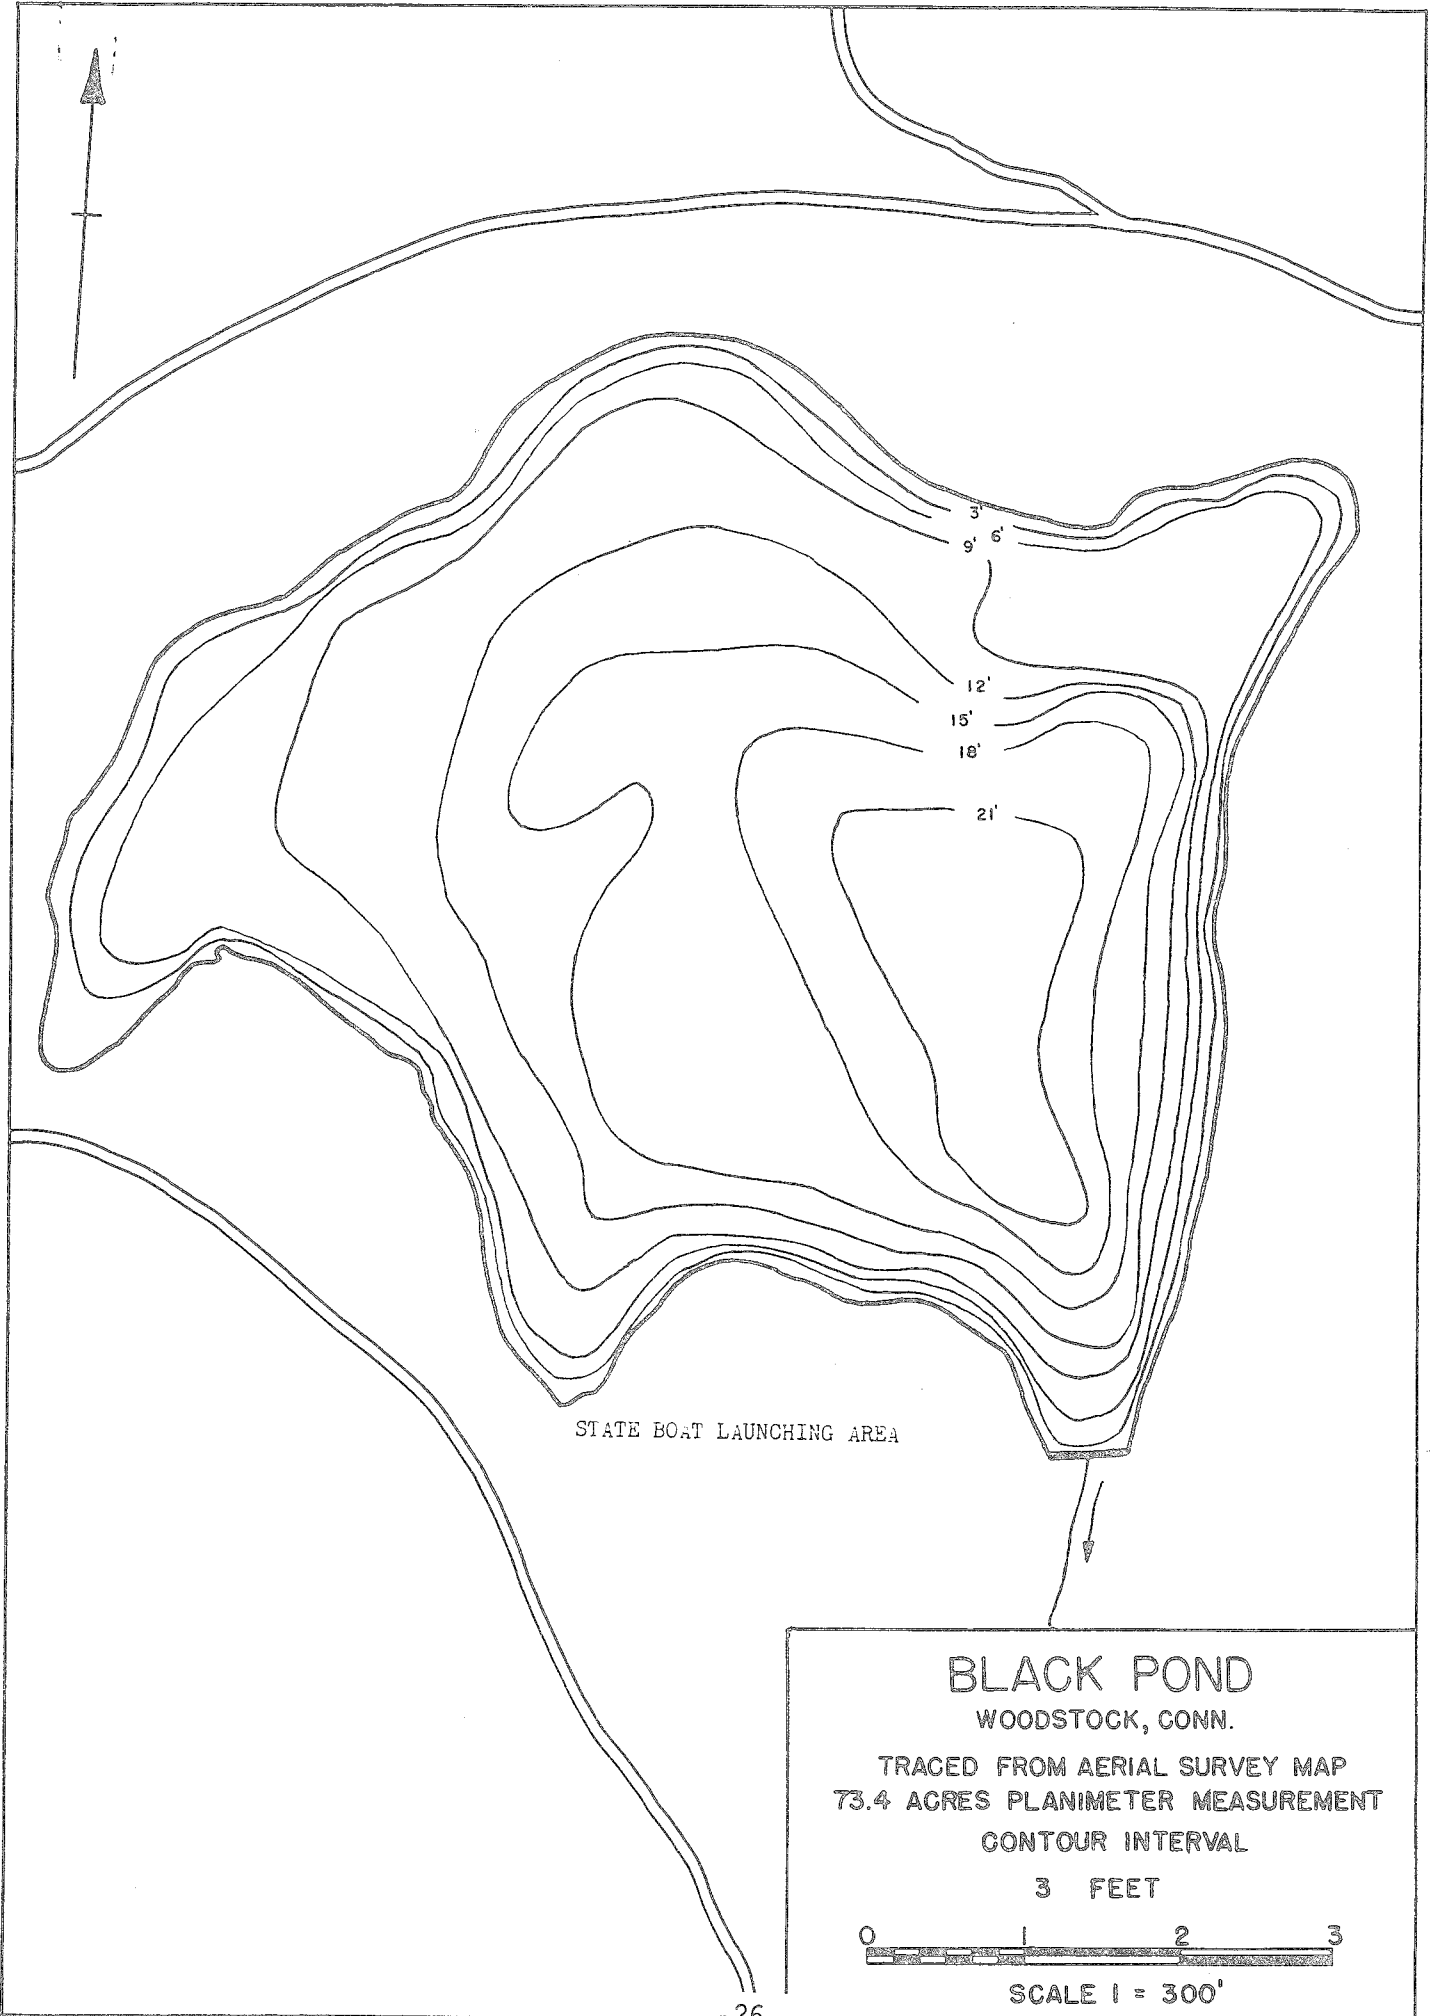 3'
6'
9'
12'
15'
18'
21'
STATE BOAT LAUNCHING AREA
BLACK POND
WOODSTOCK, CONN.
TRACED FROM AERIAL SURVEY MAP
73.4 ACRES PLANIMETER MEASUREMENT
CONTOUR INTERVAL
3 FEET
0 1 2 3
SCALE 1 = 300'
26